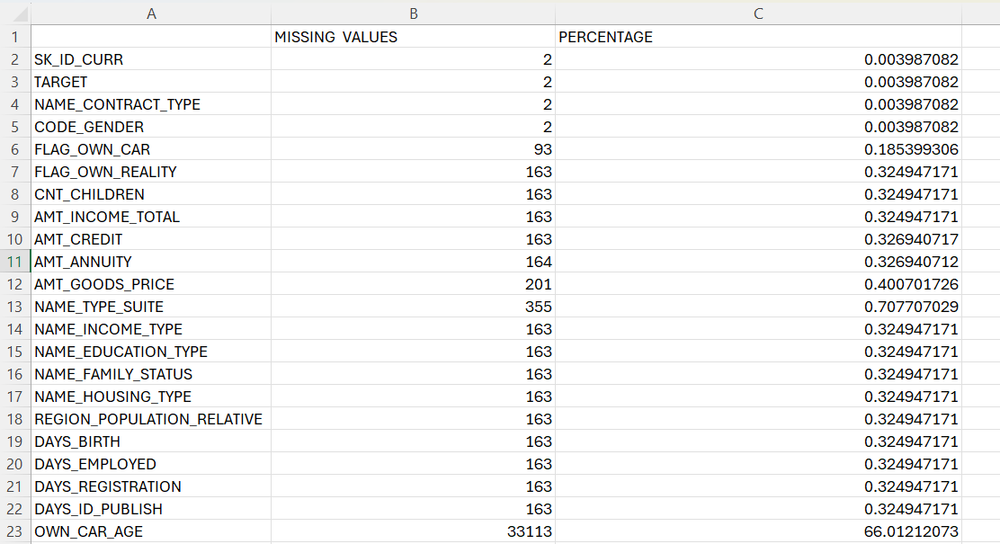 A B C
1 MISSING VALUES PERCENTAGE
2 SK_ID_CURR 2 0.003987082
3 TARGET 2 0.003987082
4 NAME_CONTRACT_TYPE 2 0.003987082
5 CODE_GENDER 2 0.003987082
6 FLAG_OWN_CAR 93 0.185399306
7 FLAG_OWN_REALITY 163 0.324947171
8 CNT_CHILDREN 163 0.324947171
9 AMT_INCOME_TOTAL 163 0.324947171
10 AMT_CREDIT 163 0.326940717
11 AMT_ANNUITY 164 0.326940712
12 AMT_GOODS_PRICE 201 0.400701726
13 NAME_TYPE_SUITE 355 0.707707029
14 NAME_INCOME_TYPE 163 0.324947171
15 NAME_EDUCATION_TYPE 163 0.324947171
16 NAME_FAMILY_STATUS 163 0.324947171
17 NAME_HOUSING_TYPE 163 0.324947171
18 REGION_POPULATION_RELATIVE 163 0.324947171
19 DAYS_BIRTH 163 0.324947171
20 DAYS_EMPLOYED 163 0.324947171
21 DAYS_REGISTRATION 163 0.324947171
22 DAYS_ID_PUBLISH 163 0.324947171
23 OWN_CAR_AGE 33113 66.01212073